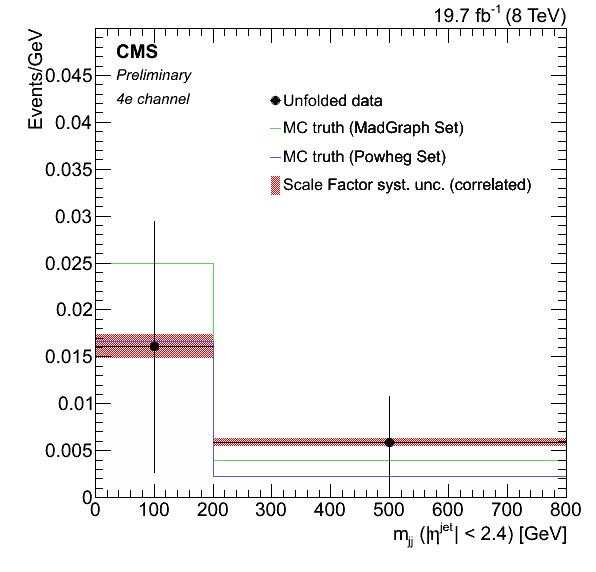 19.7 fb⁻¹ (8 TeV)
Events/GeV
CMS
Preliminary
4e channel
Unfolded data
MC truth (MadGraph Set)
MC truth (Powheg Set)
Scale Factor syst. unc. (correlated)
0.045
0.04
0.035
0.03
0.025
0.02
0.015
0.01
0.005
0
0 100 200 300 400 500 600 700 800
m_jj (|η^jet| < 2.4) [GeV]